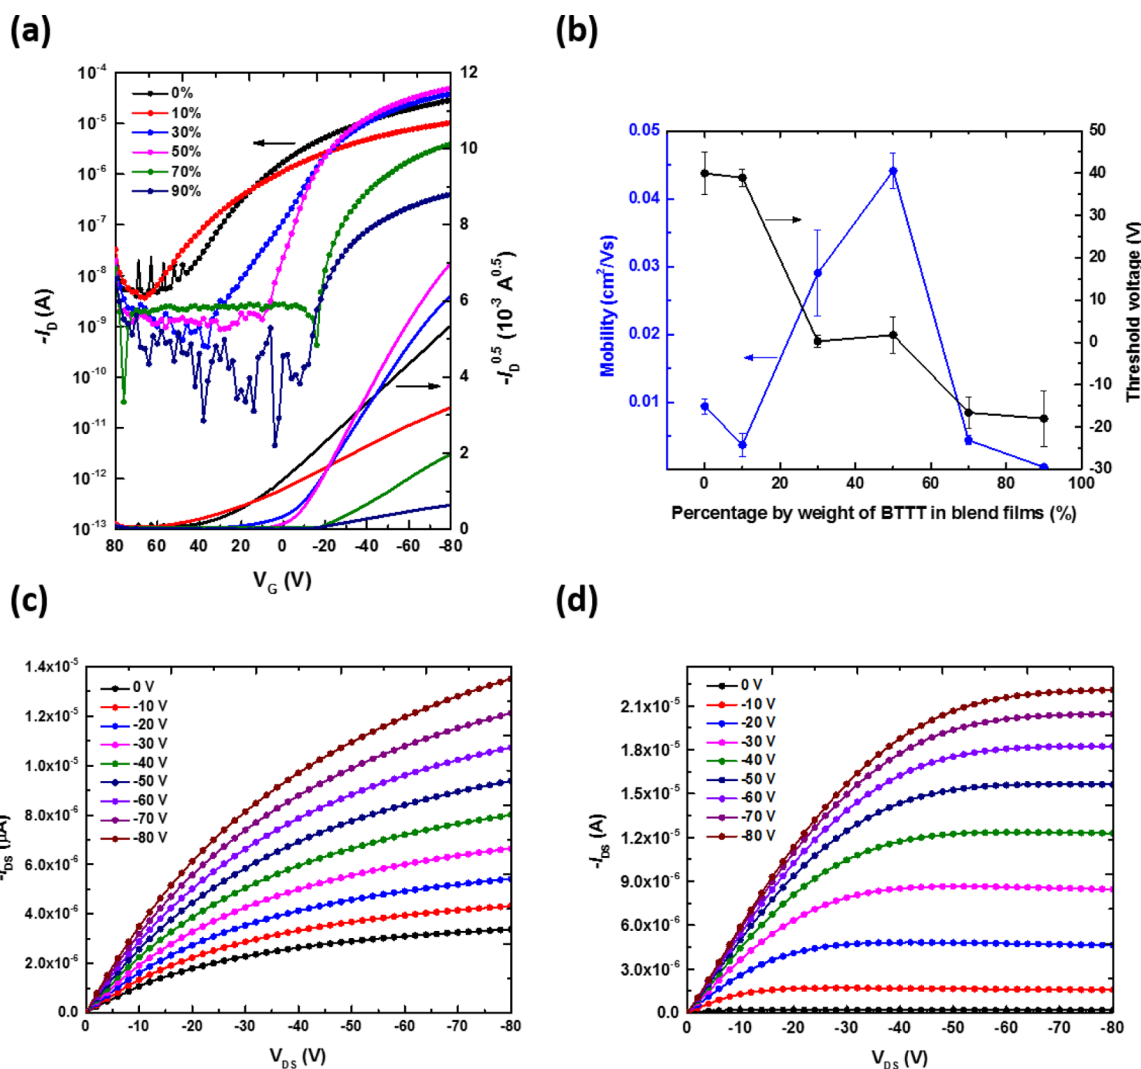 (a)
10⁻⁴
10⁻⁵
10⁻⁶
10⁻⁷
10⁻⁸
10⁻⁹
10⁻¹⁰
10⁻¹¹
10⁻¹²
10⁻¹³
-I_D (A)
0%
10%
30%
50%
70%
90%
12
10
8
6
4
2
0
-I_D^0.5 (10⁻³ A^0.5)
80 60 40 20 0 -20 -40 -60 -80
V_G (V)
(b)
0.05
0.04
0.03
0.02
0.01
Mobility (cm²/Vs)
50
40
30
20
10
0
-10
-20
-30
Threshold voltage (V)
0 20 40 60 80 100
Percentage by weight of BTTT in blend films (%)
(c)
1.4x10⁻⁵
1.2x10⁻⁵
1.0x10⁻⁵
8.0x10⁻⁶
6.0x10⁻⁶
4.0x10⁻⁶
2.0x10⁻⁶
0.0
-I_DS (µA)
0 V
-10 V
-20 V
-30 V
-40 V
-50 V
-60 V
-70 V
-80 V
0 -10 -20 -30 -40 -50 -60 -70 -80
V_DS (V)
(d)
2.1x10⁻⁵
1.8x10⁻⁵
1.5x10⁻⁵
1.2x10⁻⁵
9.0x10⁻⁶
6.0x10⁻⁶
3.0x10⁻⁶
0.0
-I_DS (A)
0 V
-10 V
-20 V
-30 V
-40 V
-50 V
-60 V
-70 V
-80 V
0 -10 -20 -30 -40 -50 -60 -70 -80
V_DS (V)